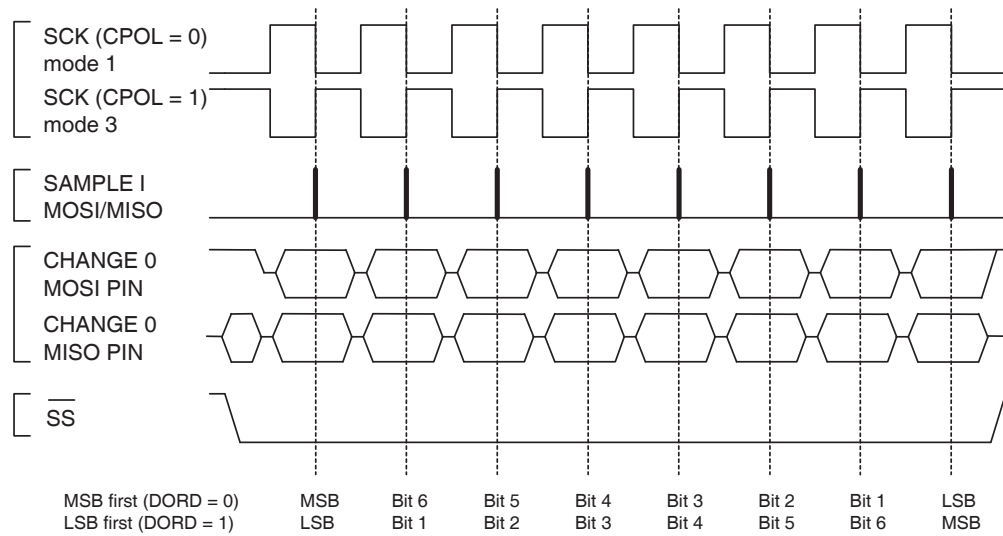 SCK (CPOL = 0)
mode 1
SCK (CPOL = 1)
mode 3
SAMPLE I
MOSI/MISO
CHANGE 0
MOSI PIN
CHANGE 0
MISO PIN
SS
MSB first (DORD = 0) MSB Bit 6 Bit 5 Bit 4 Bit 3 Bit 2 Bit 1 LSB
LSB first (DORD = 1) LSB Bit 1 Bit 2 Bit 3 Bit 4 Bit 5 Bit 6 MSB